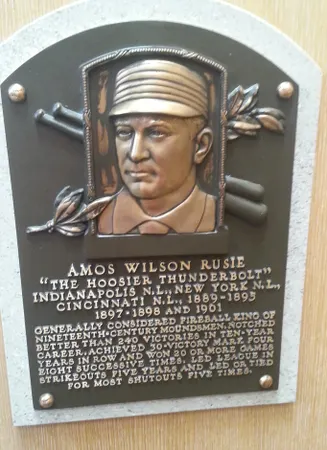 AMOS WILSON RUSIE
"THE HOOSIER THUNDERBOLT"
INDIANAPOLIS N.L., NEW YORK N.L.,
CINCINNATI N.L., 1889-1895
1897-1898 AND 1901
GENERALLY CONSIDERED FIREBALL KING OF
NINETEENTH-CENTURY MOUNDSMEN. NOTCHED
BETTER THAN 240 VICTORIES IN TEN-YEAR
CAREER. ACHIEVED 30-VICTORY MARK FOUR
YEARS IN ROW AND WON 20 OR MORE GAMES
EIGHT SUCCESSIVE TIMES. LED LEAGUE IN
STRIKEOUTS FIVE YEARS AND LED OR TIED
FOR MOST SHUTOUTS FIVE TIMES.